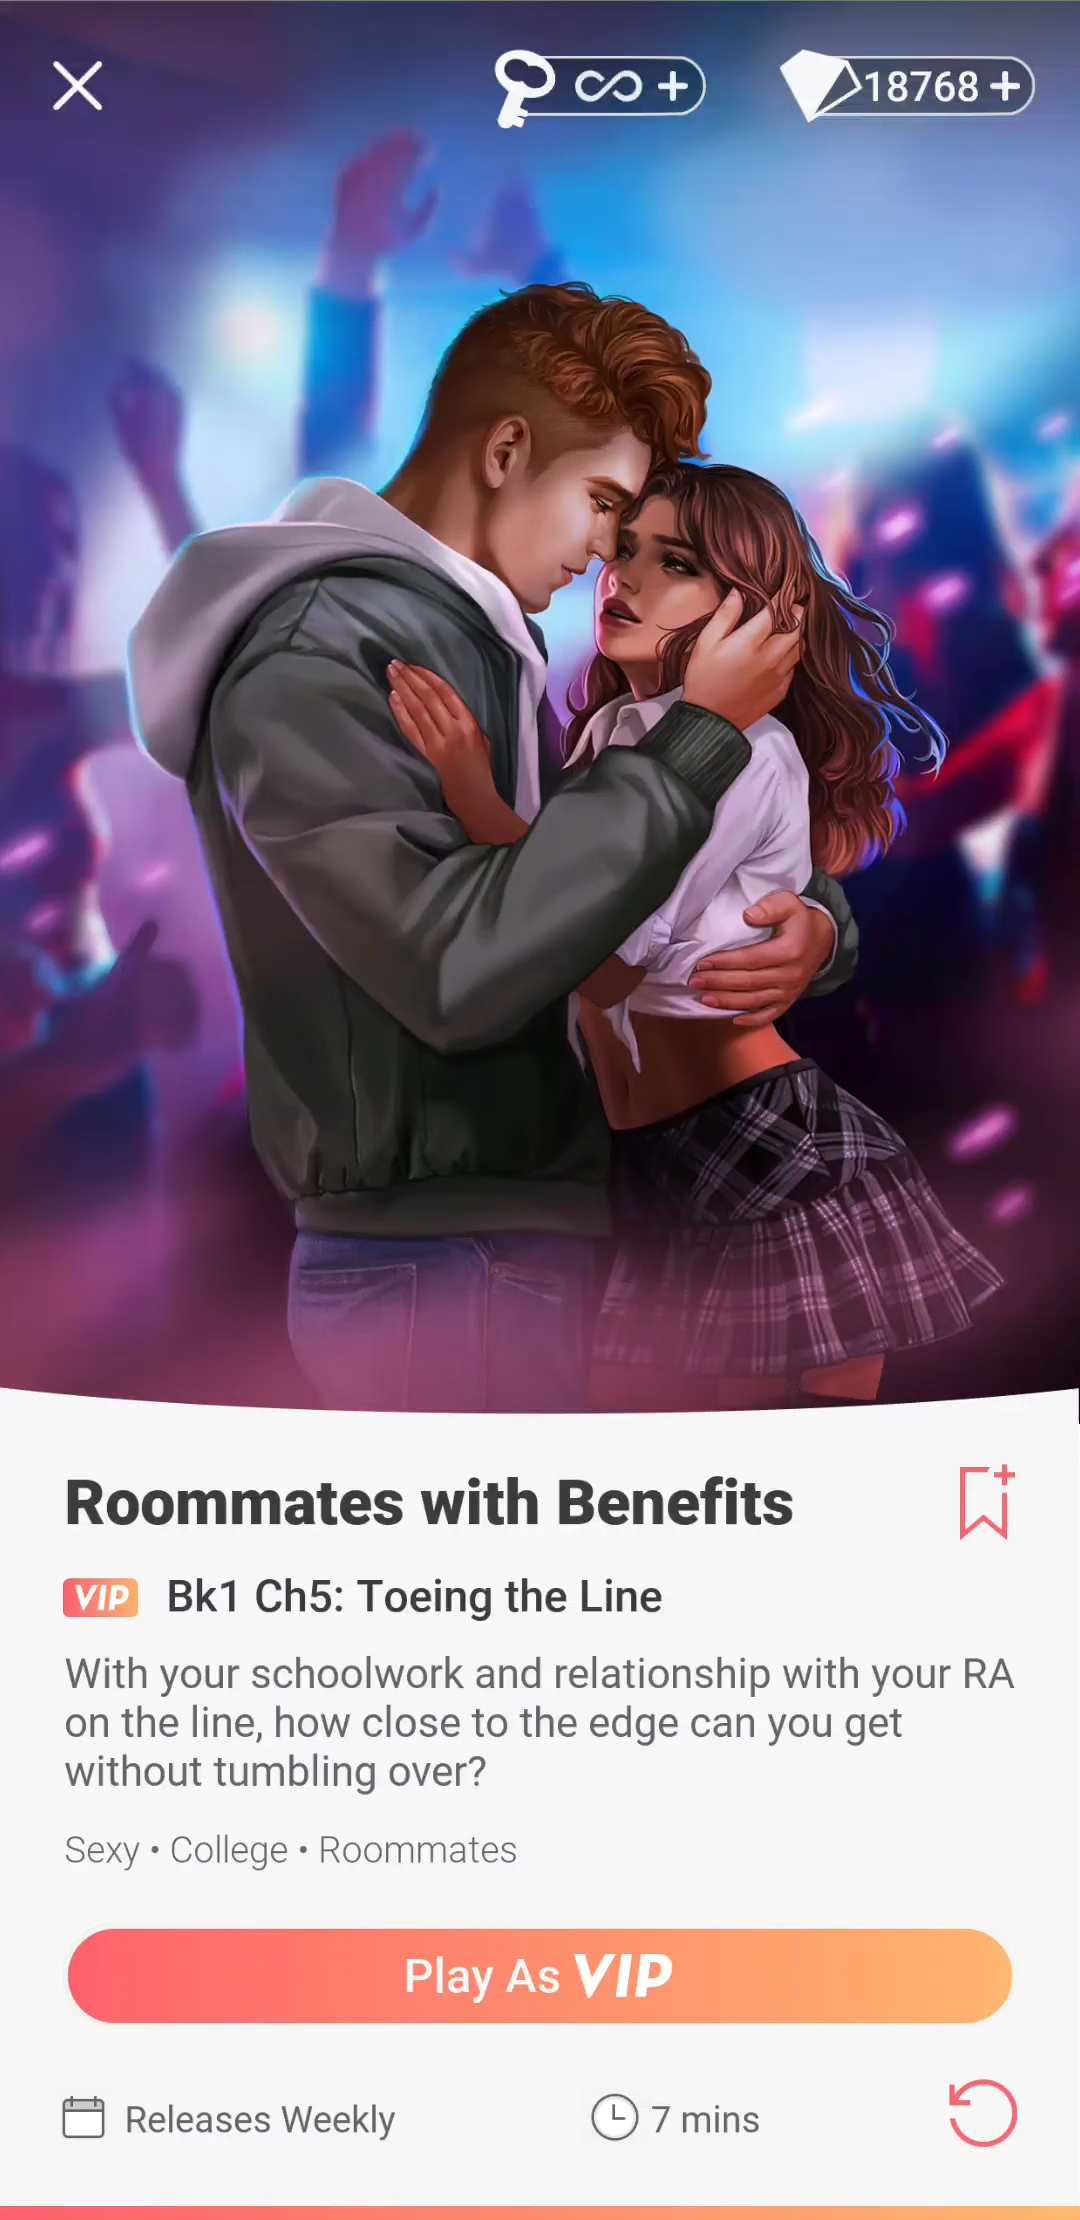 ∞ +
18768 +
Roommates with Benefits
VIP Bk1 Ch5: Toeing the Line
With your schoolwork and relationship with your RA
on the line, how close to the edge can you get
without tumbling over?
Sexy • College • Roommates
Play As VIP
Releases Weekly
7 mins